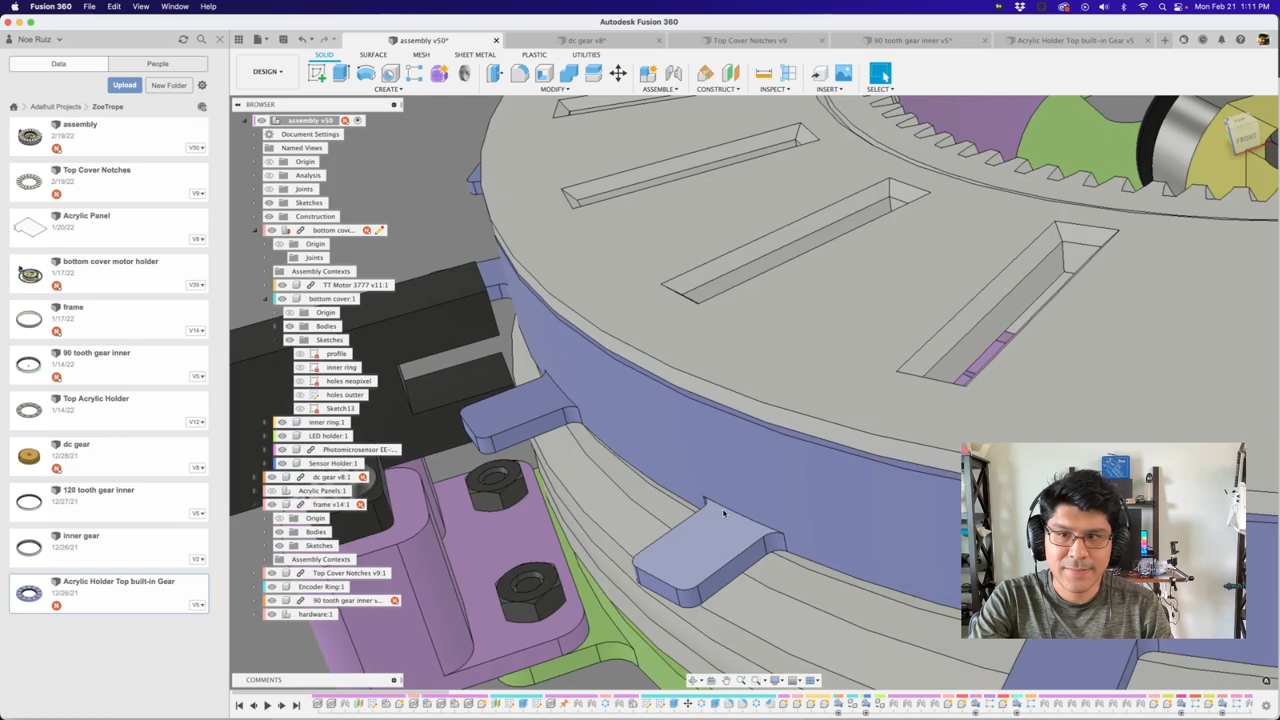 Fusion 360 File Edit View Window Help
Mon Feb 21 1:11 PM
Autodesk Fusion 360
Noe Ruiz
assembly v50*
dc gear v8*
Top Cover Notches v9
90 tooth gear inner v5*
Acrylic Holder Top built-in Gear v5
Data
People
SOLID
SURFACE
MESH
SHEET METAL
PLASTIC
UTILITIES
DESIGN
Upload
New Folder
CREATE
MODIFY
ASSEMBLE
CONSTRUCT
INSPECT
INSERT
SELECT
Adafruit Projects
ZoeTrope
BROWSER
assembly
2/19/22
V50
Top Cover Notches
2/19/22
V9
Acrylic Panel
1/20/22
V8
bottom cover motor holder
1/17/22
V35
frame
1/17/22
V14
90 tooth gear inner
1/14/22
V5
Top Acrylic Holder
1/14/22
V12
dc gear
12/28/21
V8
120 tooth gear inner
12/27/21
V5
inner gear
12/26/21
V2
Acrylic Holder Top built-in Gear
12/26/21
V5
assembly v50
Document Settings
Named Views
Origin
Analysis
Joints
Sketches
Construction
bottom cov...
Origin
Joints
Assembly Contexts
TT Motor 3777 v11:1
bottom cover:1
Origin
Bodies
Sketches
profile
inner ring
holes neopixel
holes outter
Sketch13
inner ring:1
LED holder:1
Photomicrosensor EE-...
Sensor Holder:1
dc gear v8:1
Acrylic Panels:1
frame v14:1
Origin
Bodies
Sketches
Assembly Contexts
Top Cover Notches v9:1
Encoder Ring:1
90 tooth gear inner v...
hardware:1
FRONT
COMMENTS